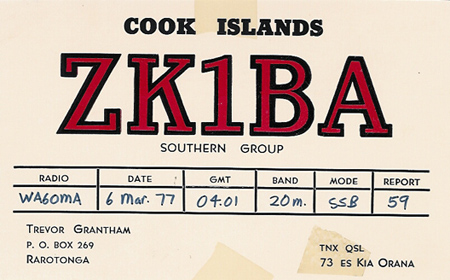 COOK ISLANDS
ZK1BA
SOUTHERN GROUP
RADIO DATE GMT BAND MODE REPORT
WA6OMA 6 Mar. 77 04.01 20m. SSB 59
TREVOR GRANTHAM
P. O. BOX 269
RAROTONGA
TNX QSL
73 ES KIA ORANA